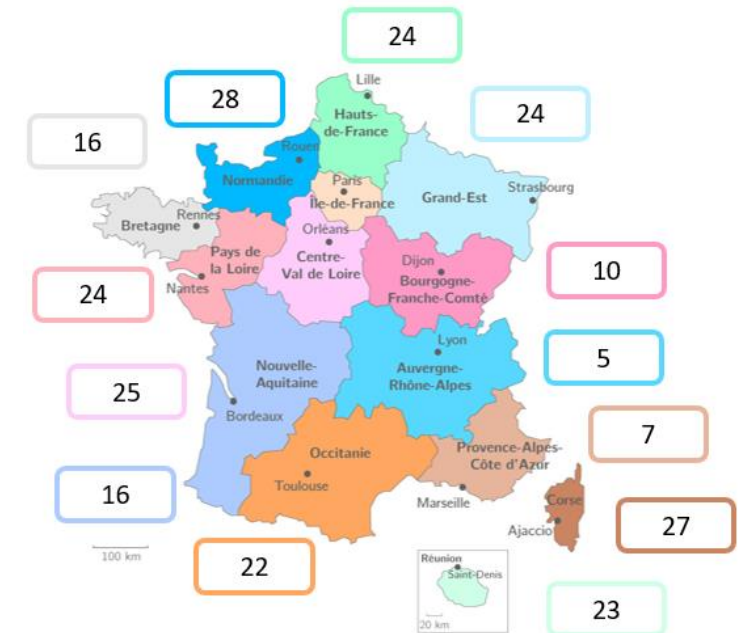 24
Lille
28
Hauts-
de-France
24
16
Rouen
Normandie
Paris
Île-de-France
Grand-Est
Strasbourg
Rennes
Bretagne
Orléans
Pays de
la Loire
Centre-
Val de Loire
Dijon
Bourgogne-
Franche-Comté
10
24
Nantes
Lyon
5
Nouvelle-
Aquitaine
Auvergne-
Rhône-Alpes
25
Bordeaux
7
Occitanie
Provence-Alpes-
Côte d'Azur
Toulouse
16
Marseille
Corse
Ajaccio
27
100 km
22
Réunion
Saint-Denis
20 km
23